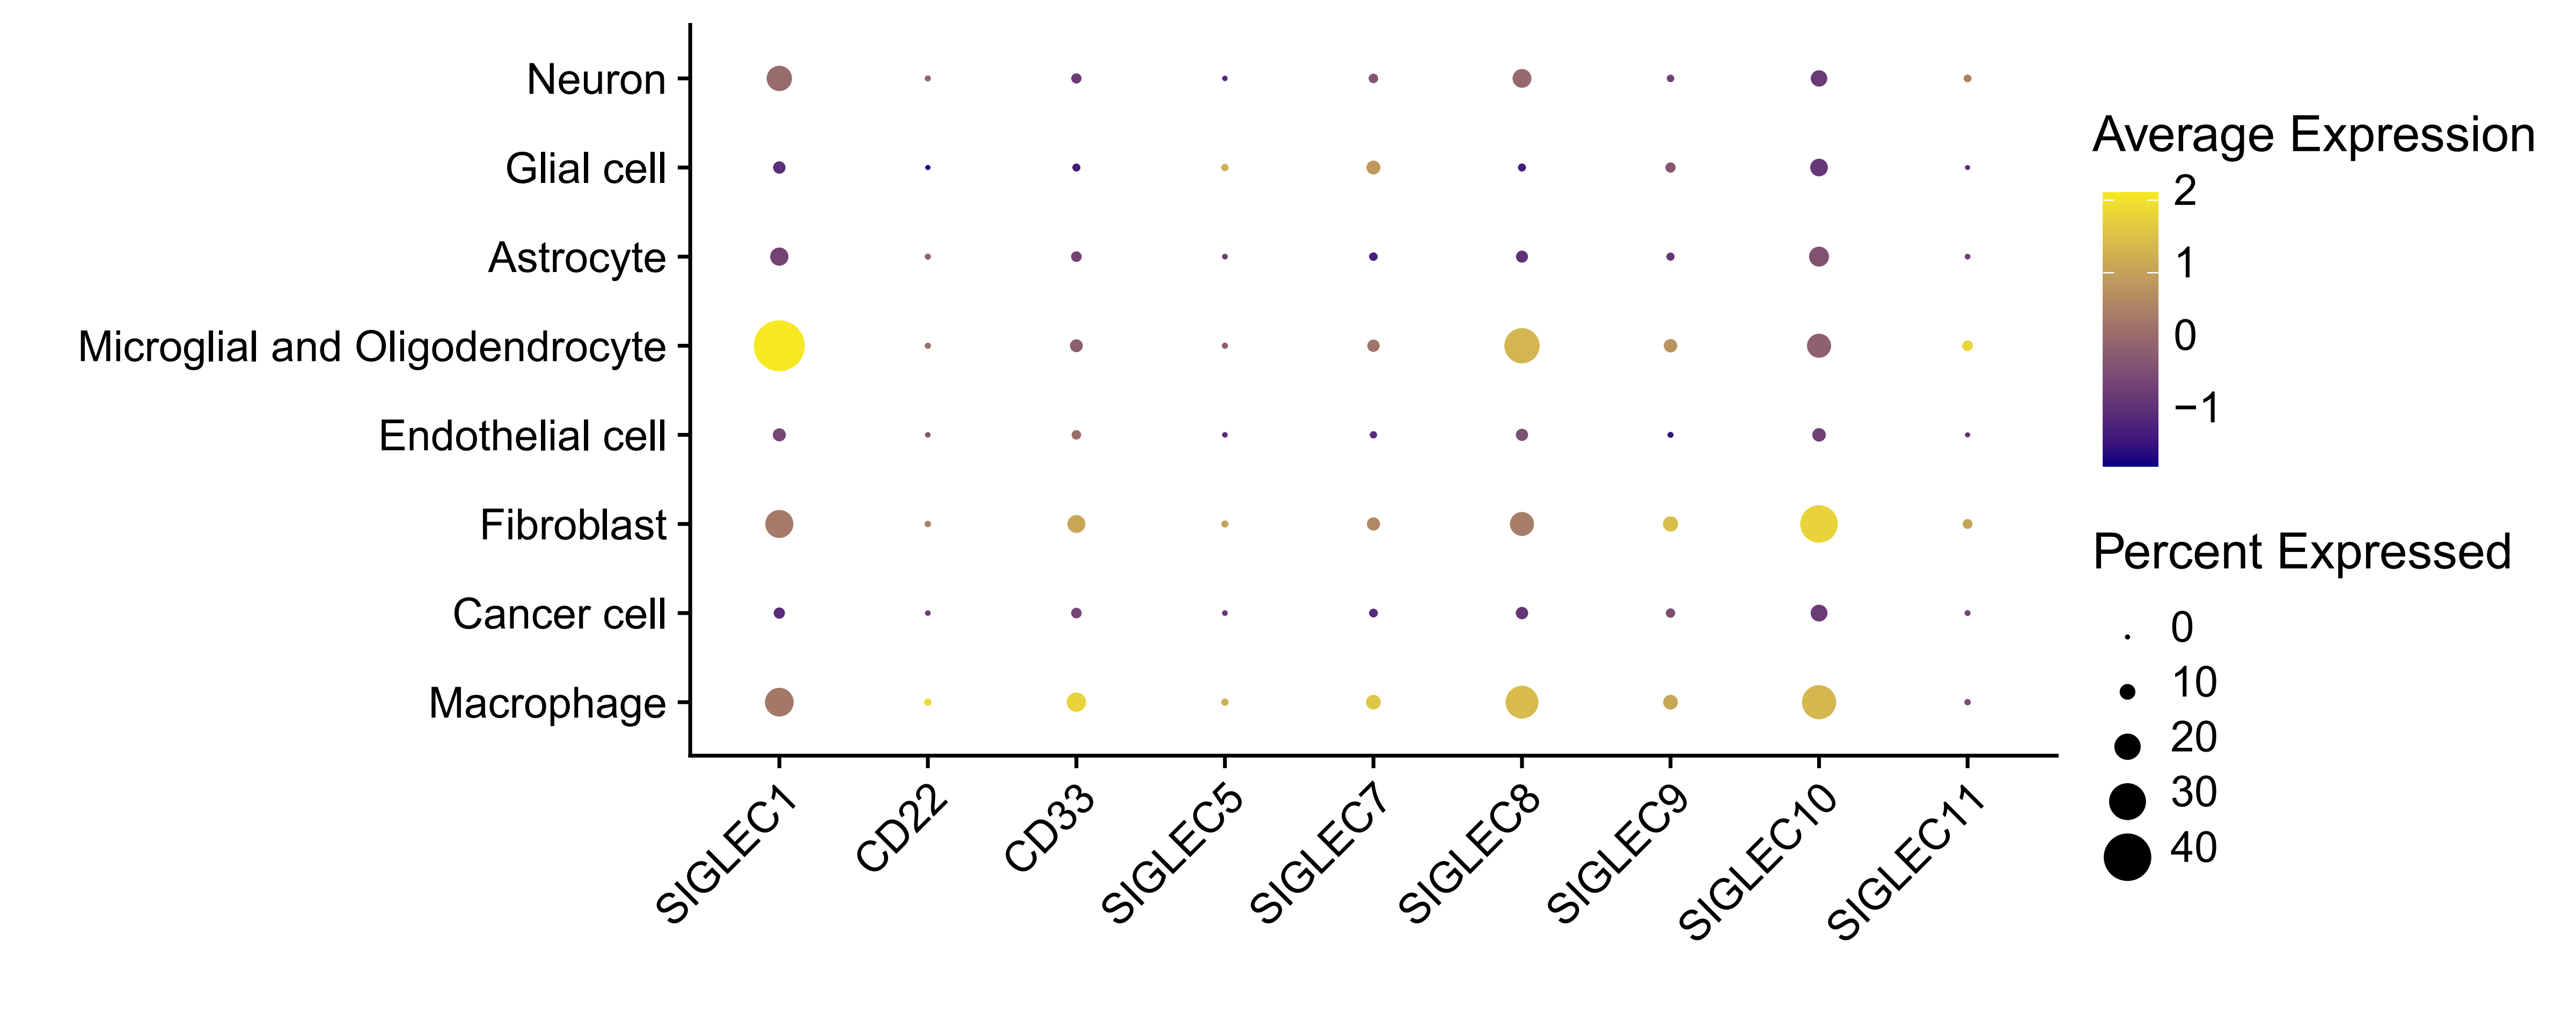 Neuron
Glial cell
Astrocyte
Microglial and Oligodendrocyte
Endothelial cell
Fibroblast
Cancer cell
Macrophage
SIGLEC1
CD22
CD33
SIGLEC5
SIGLEC7
SIGLEC8
SIGLEC9
SIGLEC10
SIGLEC11
Average Expression
2
1
0
−1
Percent Expressed
0
10
20
30
40